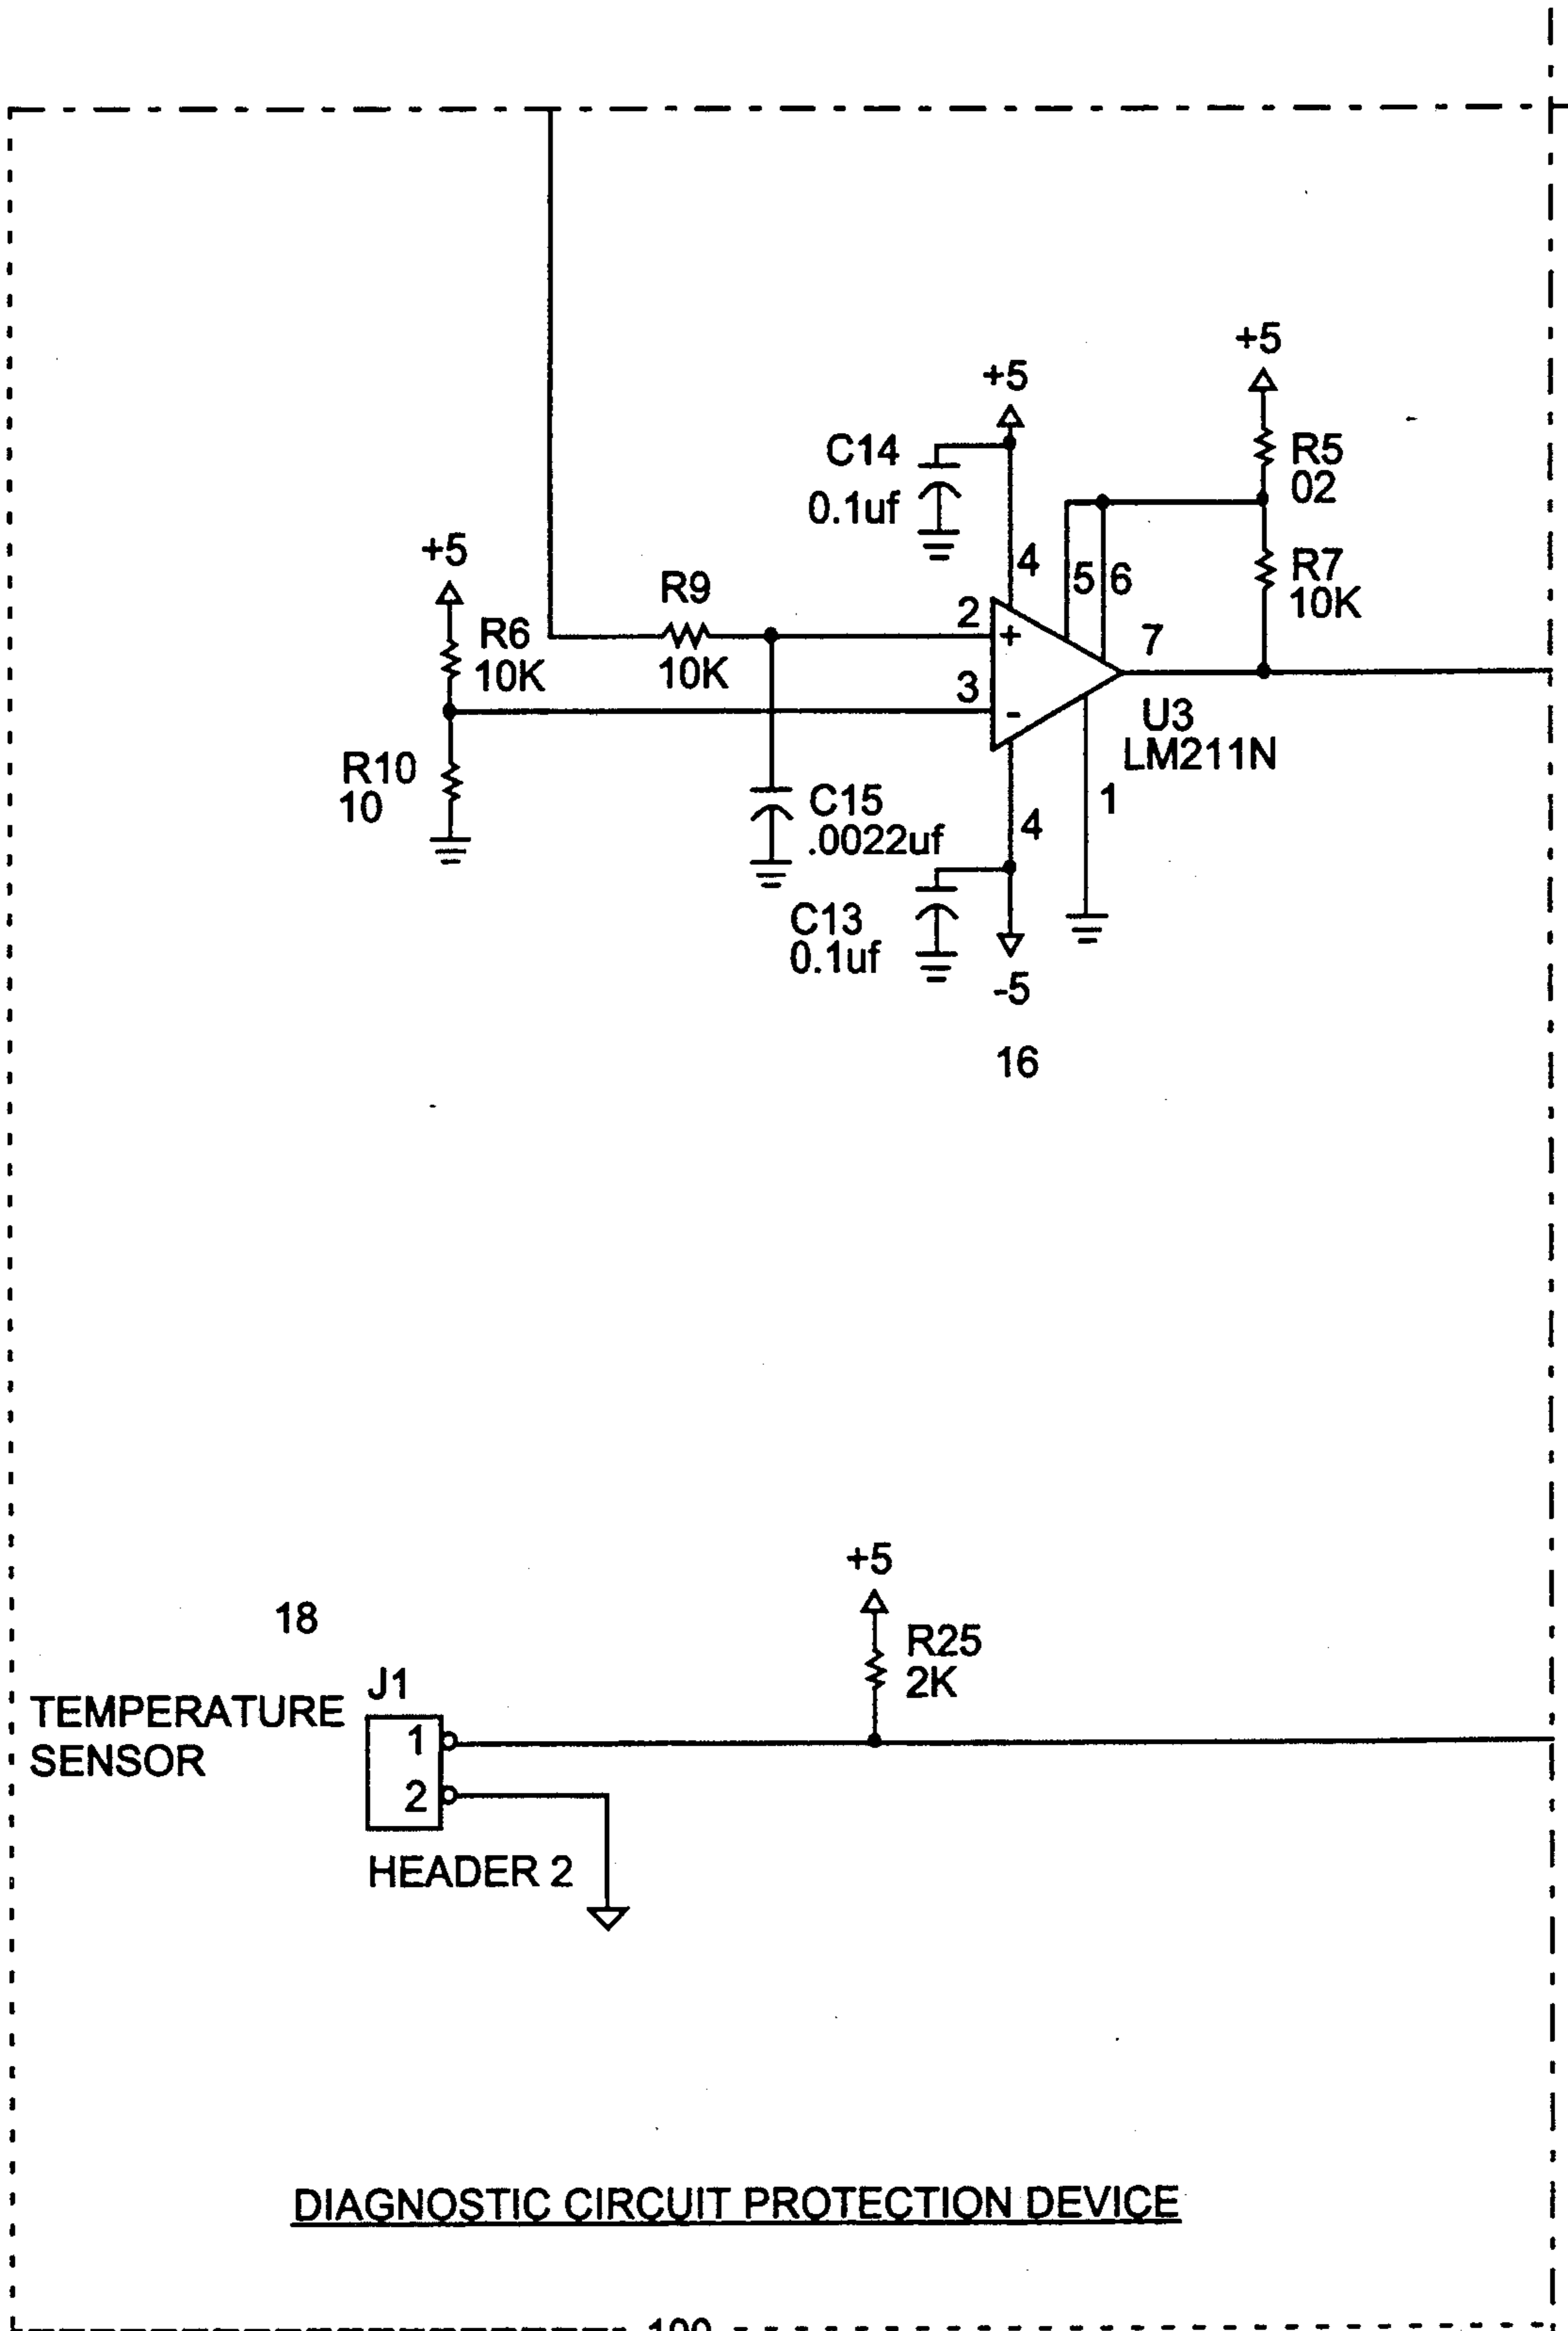 +5
+5
C14
0.1uf
R5
02
+5
4
5
6
R7
10K
R9
10K
R6
10K
2
+
3
-
7
U3
LM211N
R10
10
C15
.0022uf
4
1
C13
0.1uf
-5
16
+5
18
R25
2K
J1
TEMPERATURE
SENSOR
1
2
HEADER 2
DIAGNOSTIC CIRCUIT PROTECTION DEVICE